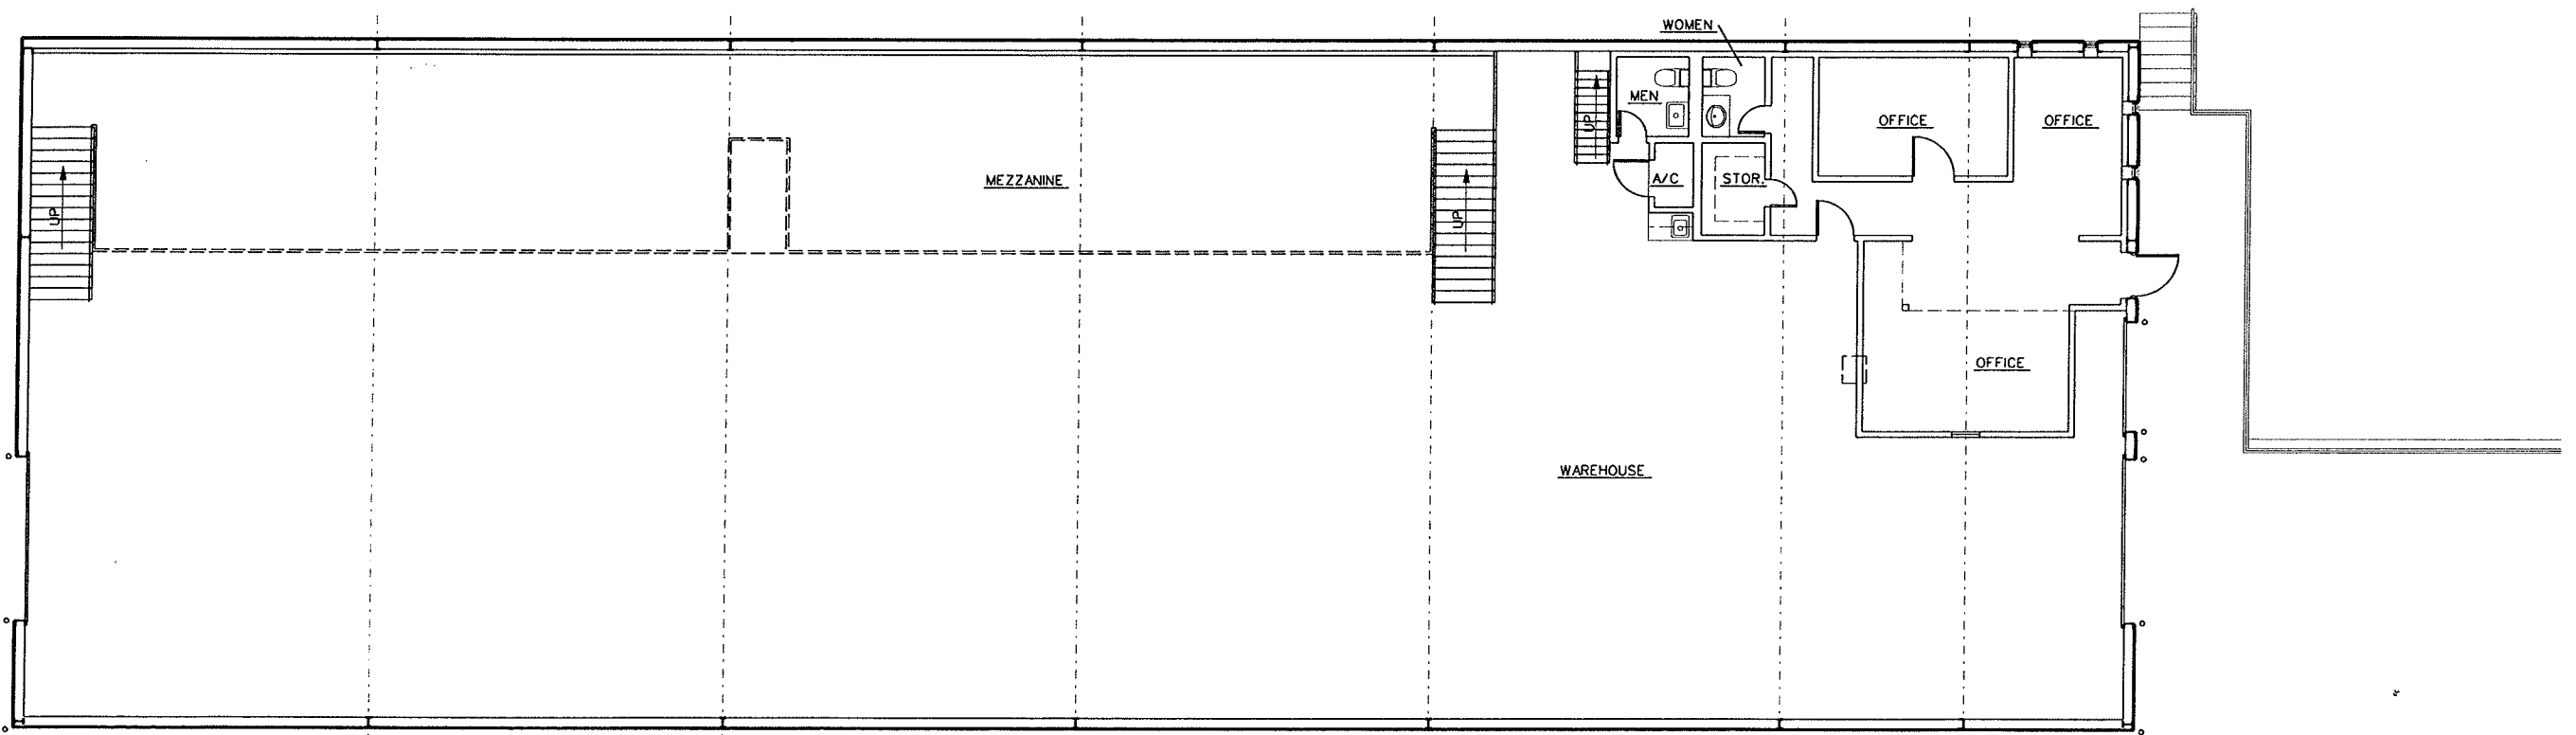 WOMEN
MEN
UP
OFFICE
OFFICE
MEZZANINE
A/C
STOR.
UP
UP
OFFICE
WAREHOUSE